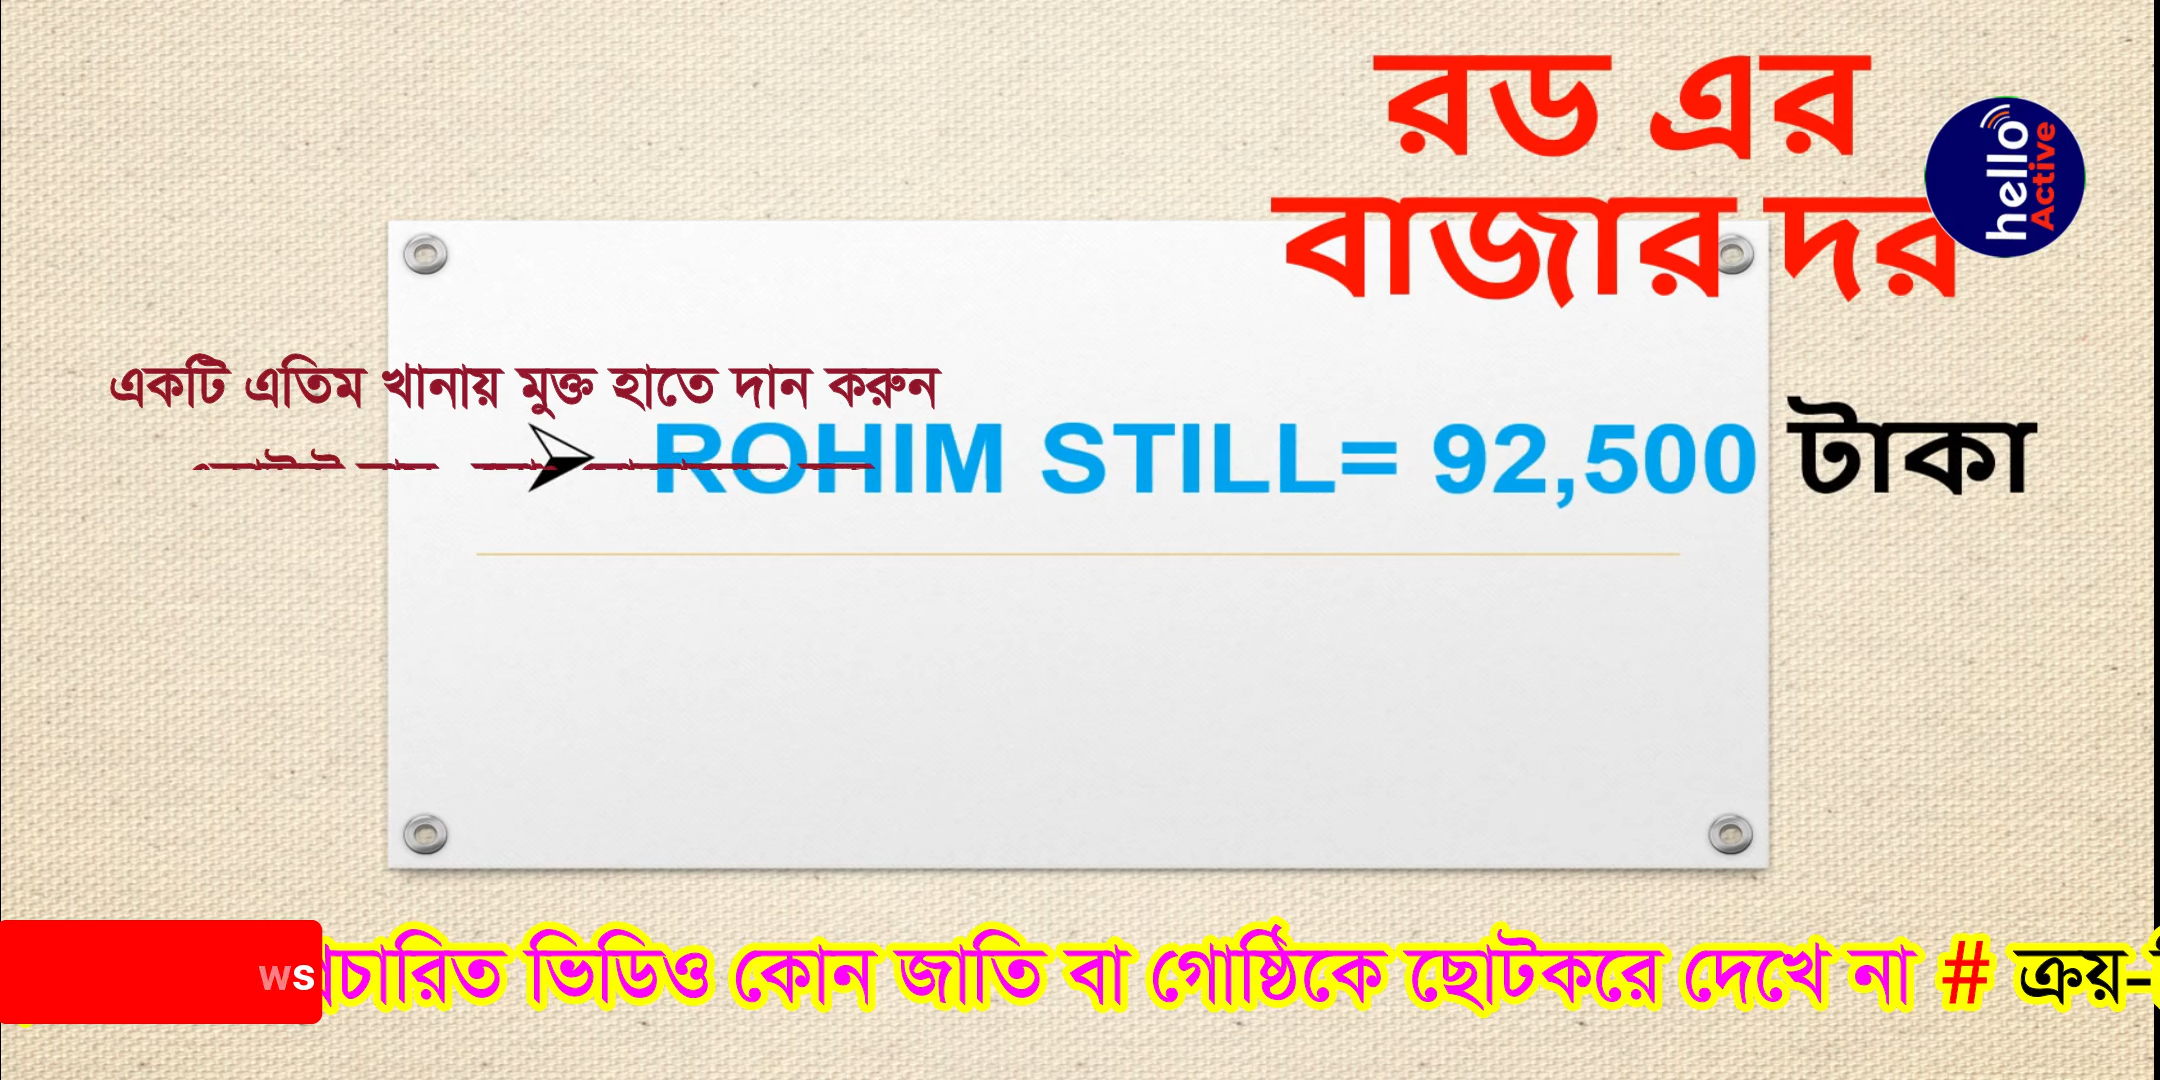 রড এর
বাজার দর
hello
Active
একটি এতিম খানায় মুক্ত হাতে দান করুন
➢ ROHIM STILL= 92,500 টাকা
ws
চারিত ভিডিও কোন জাতি বা গোষ্ঠিকে ছোটকরে দেখে না # ক্রয়-